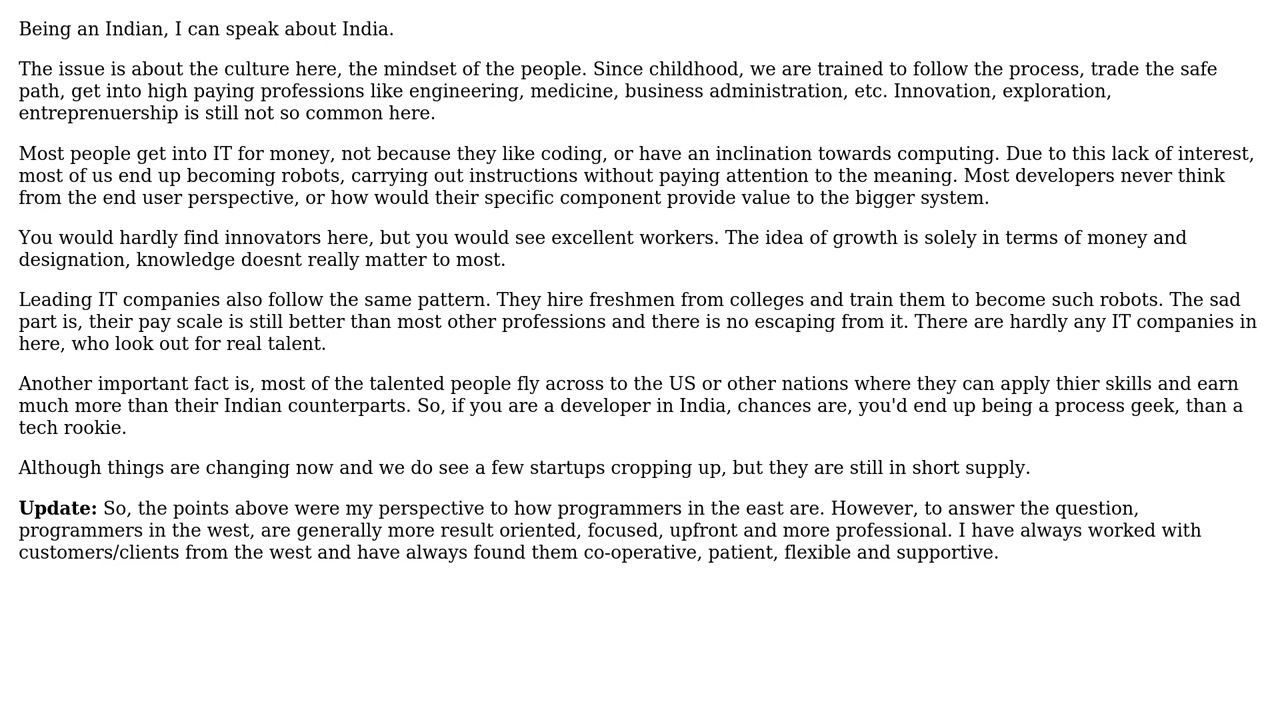 Being an Indian, I can speak about India.
The issue is about the culture here, the mindset of the people. Since childhood, we are trained to follow the process, trade the safe
path, get into high paying professions like engineering, medicine, business administration, etc. Innovation, exploration,
entreprenuership is still not so common here.
Most people get into IT for money, not because they like coding, or have an inclination towards computing. Due to this lack of interest,
most of us end up becoming robots, carrying out instructions without paying attention to the meaning. Most developers never think
from the end user perspective, or how would their specific component provide value to the bigger system.
You would hardly find innovators here, but you would see excellent workers. The idea of growth is solely in terms of money and
designation, knowledge doesnt really matter to most.
Leading IT companies also follow the same pattern. They hire freshmen from colleges and train them to become such robots. The sad
part is, their pay scale is still better than most other professions and there is no escaping from it. There are hardly any IT companies in
here, who look out for real talent.
Another important fact is, most of the talented people fly across to the US or other nations where they can apply thier skills and earn
much more than their Indian counterparts. So, if you are a developer in India, chances are, you'd end up being a process geek, than a
tech rookie.
Although things are changing now and we do see a few startups cropping up, but they are still in short supply.
Update: So, the points above were my perspective to how programmers in the east are. However, to answer the question,
programmers in the west, are generally more result oriented, focused, upfront and more professional. I have always worked with
customers/clients from the west and have always found them co-operative, patient, flexible and supportive.